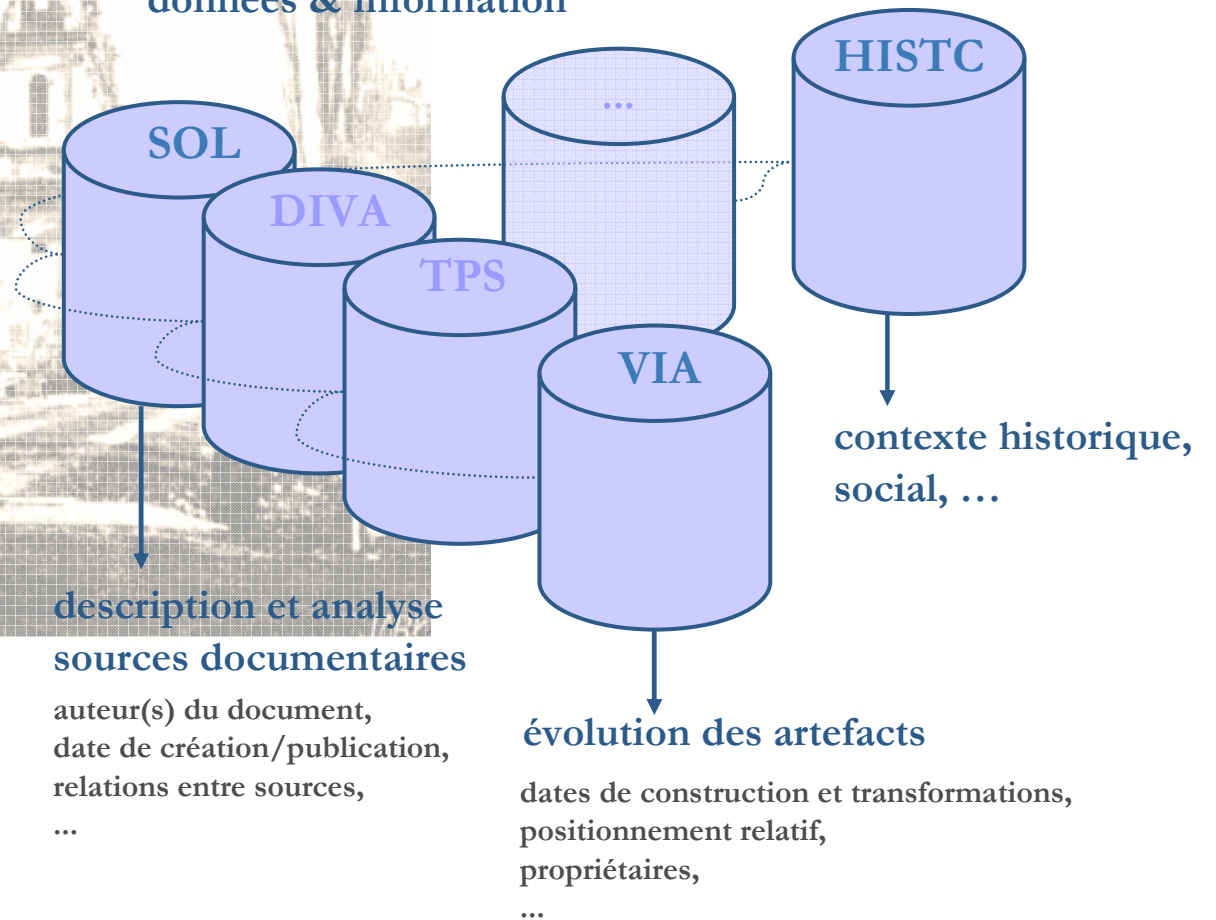 données & information
HISTC
...
SOL
DIVA
TPS
VIA
contexte historique,
social, …
description et analyse
sources documentaires
auteur(s) du document,
date de création/publication,
relations entre sources,
...
évolution des artefacts
dates de construction et transformations,
positionnement relatif,
propriétaires,
...